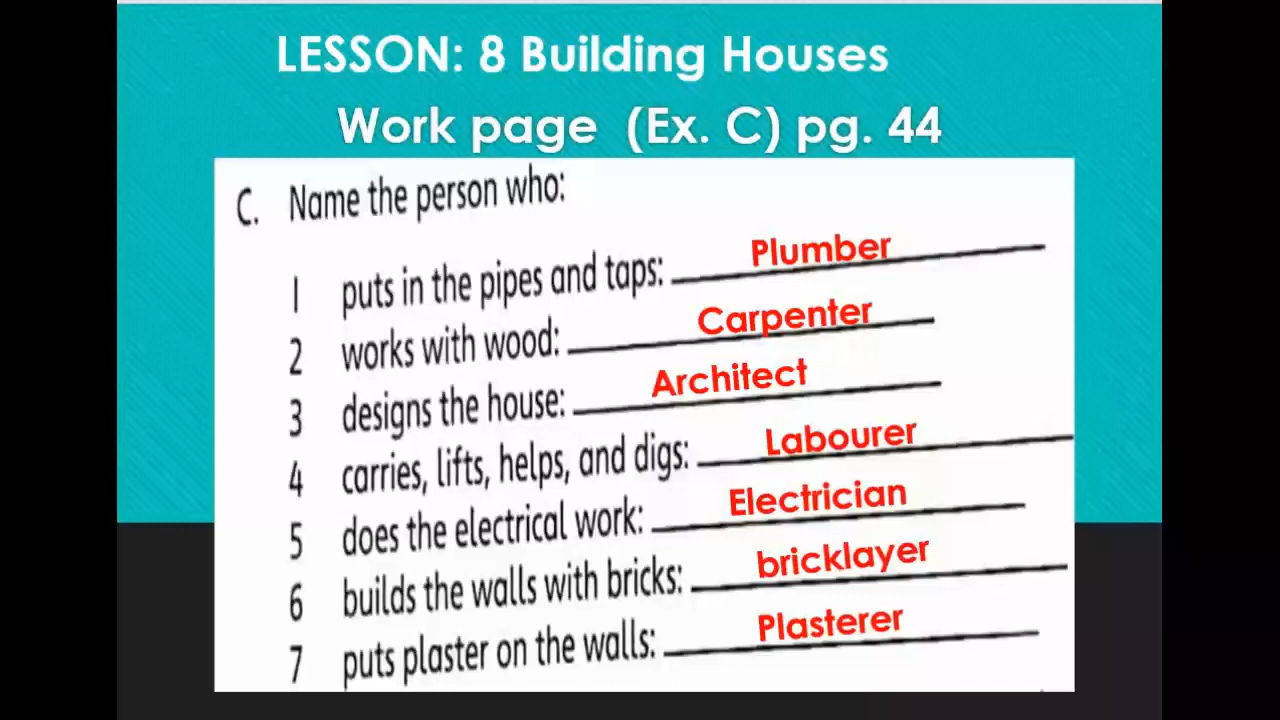 LESSON: 8 Building Houses
Work page (Ex. C) pg. 44
C. Name the person who:
1 puts in the pipes and taps: Plumber
2 works with wood: Carpenter
3 designs the house: Architect
4 carries, lifts, helps, and digs: Labourer
5 does the electrical work: Electrician
6 builds the walls with bricks: bricklayer
7 puts plaster on the walls: Plasterer